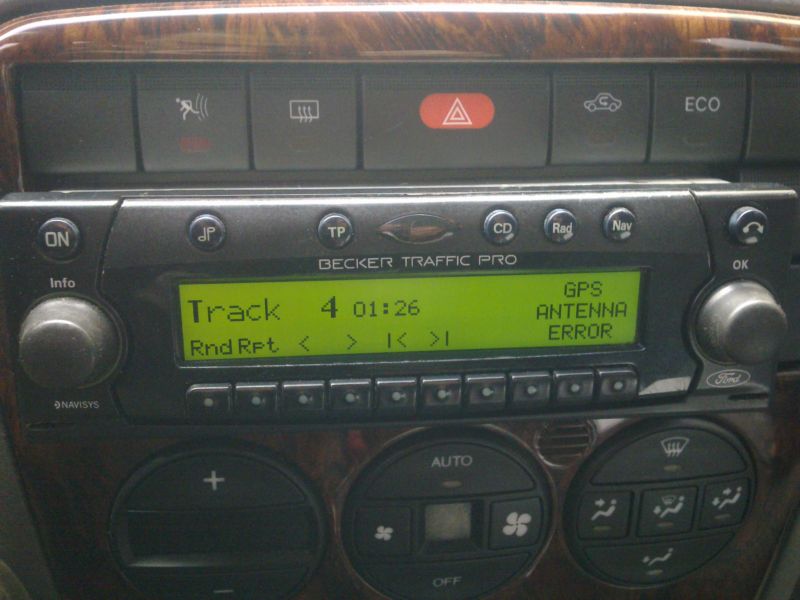 ECO
ON
TP
CD
Rad
Nav
BECKER TRAFFIC PRO
Info
OK
Track 4 01:26
GPS
ANTENNA
ERROR
Rnd Rpt < > |< >|
NAVISYS
Ford
AUTO
+
OFF
−